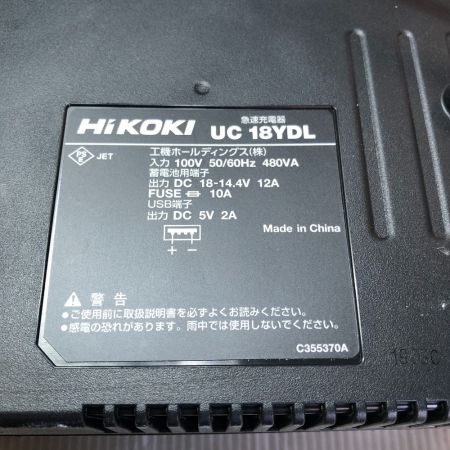 急速充電器
HiKOKI UC 18YDL
PS E JET
工機ホールディングス(株)
入力 100V 50/60Hz 480VA
蓄電池用端子
出力 DC 18-14.4V 12A
FUSE 10A
USB端子
出力 DC 5V 2A
+ −
Made in China
警告
●ご使用前に取扱説明書を必ずよくお読みください。
●感電の恐れがあります。雨中では使用しないでください。
C355370A